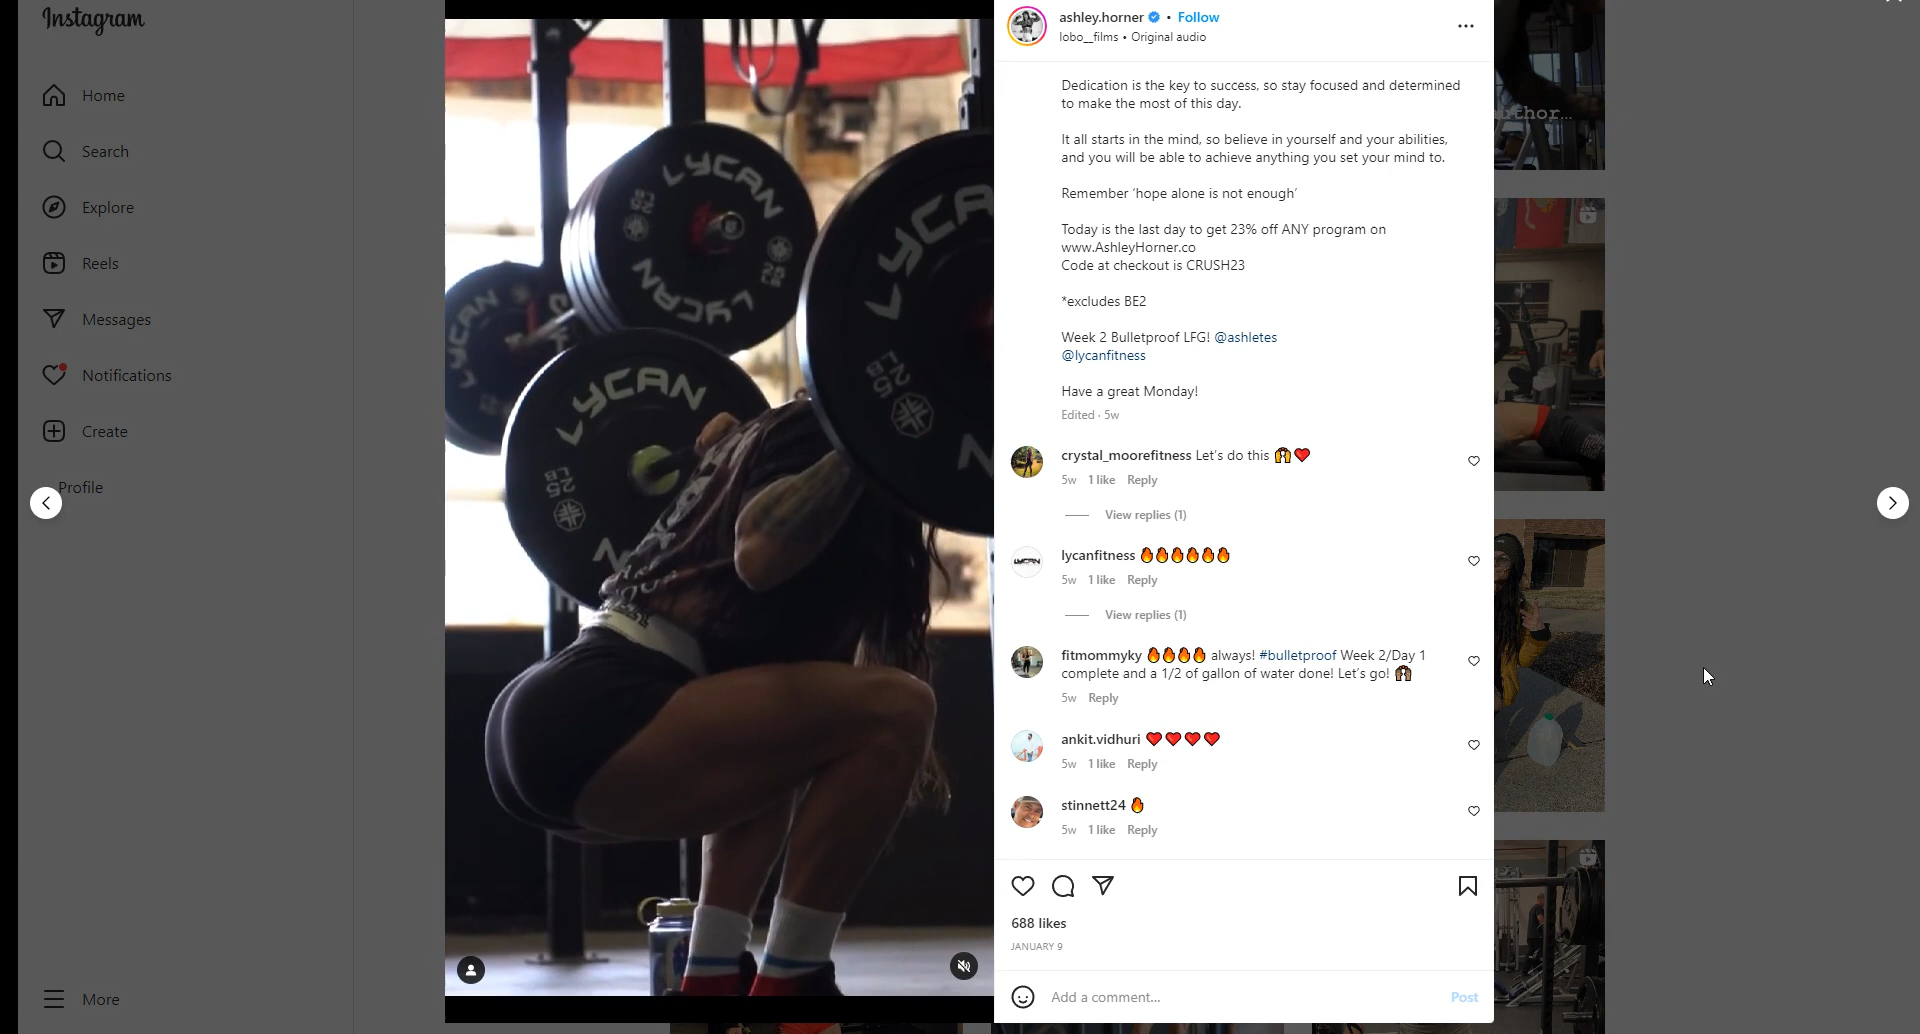 Instagram
Home
Search
Explore
Reels
Messages
Notifications
Create
Profile
More
LYCAN
LYCAN
25
LB
LYCAN
LYCAN
25
LB
LYCA
25
LB
ashley.horner • Follow
lobo__films • Original audio
Dedication is the key to success, so stay focused and determined
to make the most of this day.
It all starts in the mind, so believe in yourself and your abilities,
and you will be able to achieve anything you set your mind to.
Remember ‘hope alone is not enough’
Today is the last day to get 23% off ANY program on
www.AshleyHorner.co
Code at checkout is CRUSH23
*excludes BE2
Week 2 Bulletproof LFG! @ashletes
@lycanfitness
Have a great Monday!
Edited · 5w
crystal_moorefitness Let’s do this 🙌❤️
5w 1 like Reply
View replies (1)
lycanfitness 🔥🔥🔥🔥🔥🔥
5w 1 like Reply
View replies (1)
fitmommyky 🔥🔥🔥🔥 always! #bulletproof Week 2/Day 1
complete and a 1/2 of gallon of water done! Let’s go! 🙌🏾
5w Reply
ankit.vidhuri ❤️❤️❤️❤️
5w 1 like Reply
stinnett24 🔥
5w 1 like Reply
688 likes
JANUARY 9
Add a comment...
Post